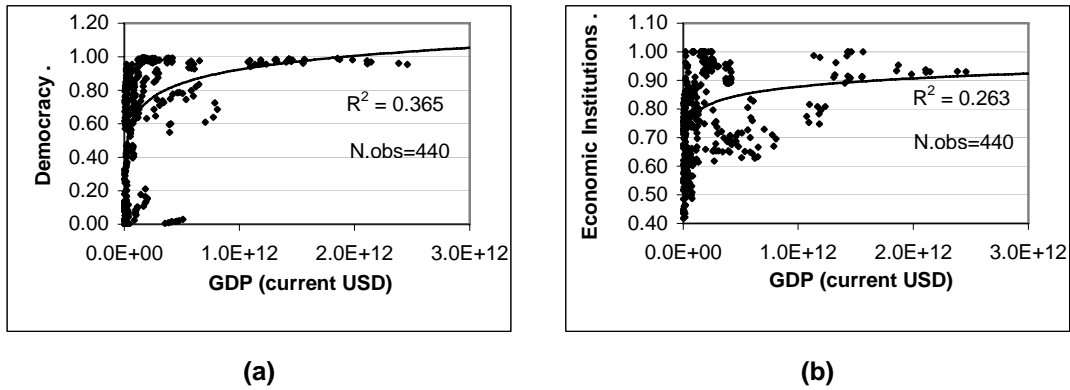 1.20
1.00
0.80
0.60
0.40
0.20
0.00
Democracy .
R² = 0.365
N.obs=440
0.0E+00 1.0E+12 2.0E+12 3.0E+12
GDP (current USD)
(a)
1.10
1.00
0.90
0.80
0.70
0.60
0.50
0.40
Economic Institutions .
R² = 0.263
N.obs=440
0.0E+00 1.0E+12 2.0E+12 3.0E+12
GDP (current USD)
(b)